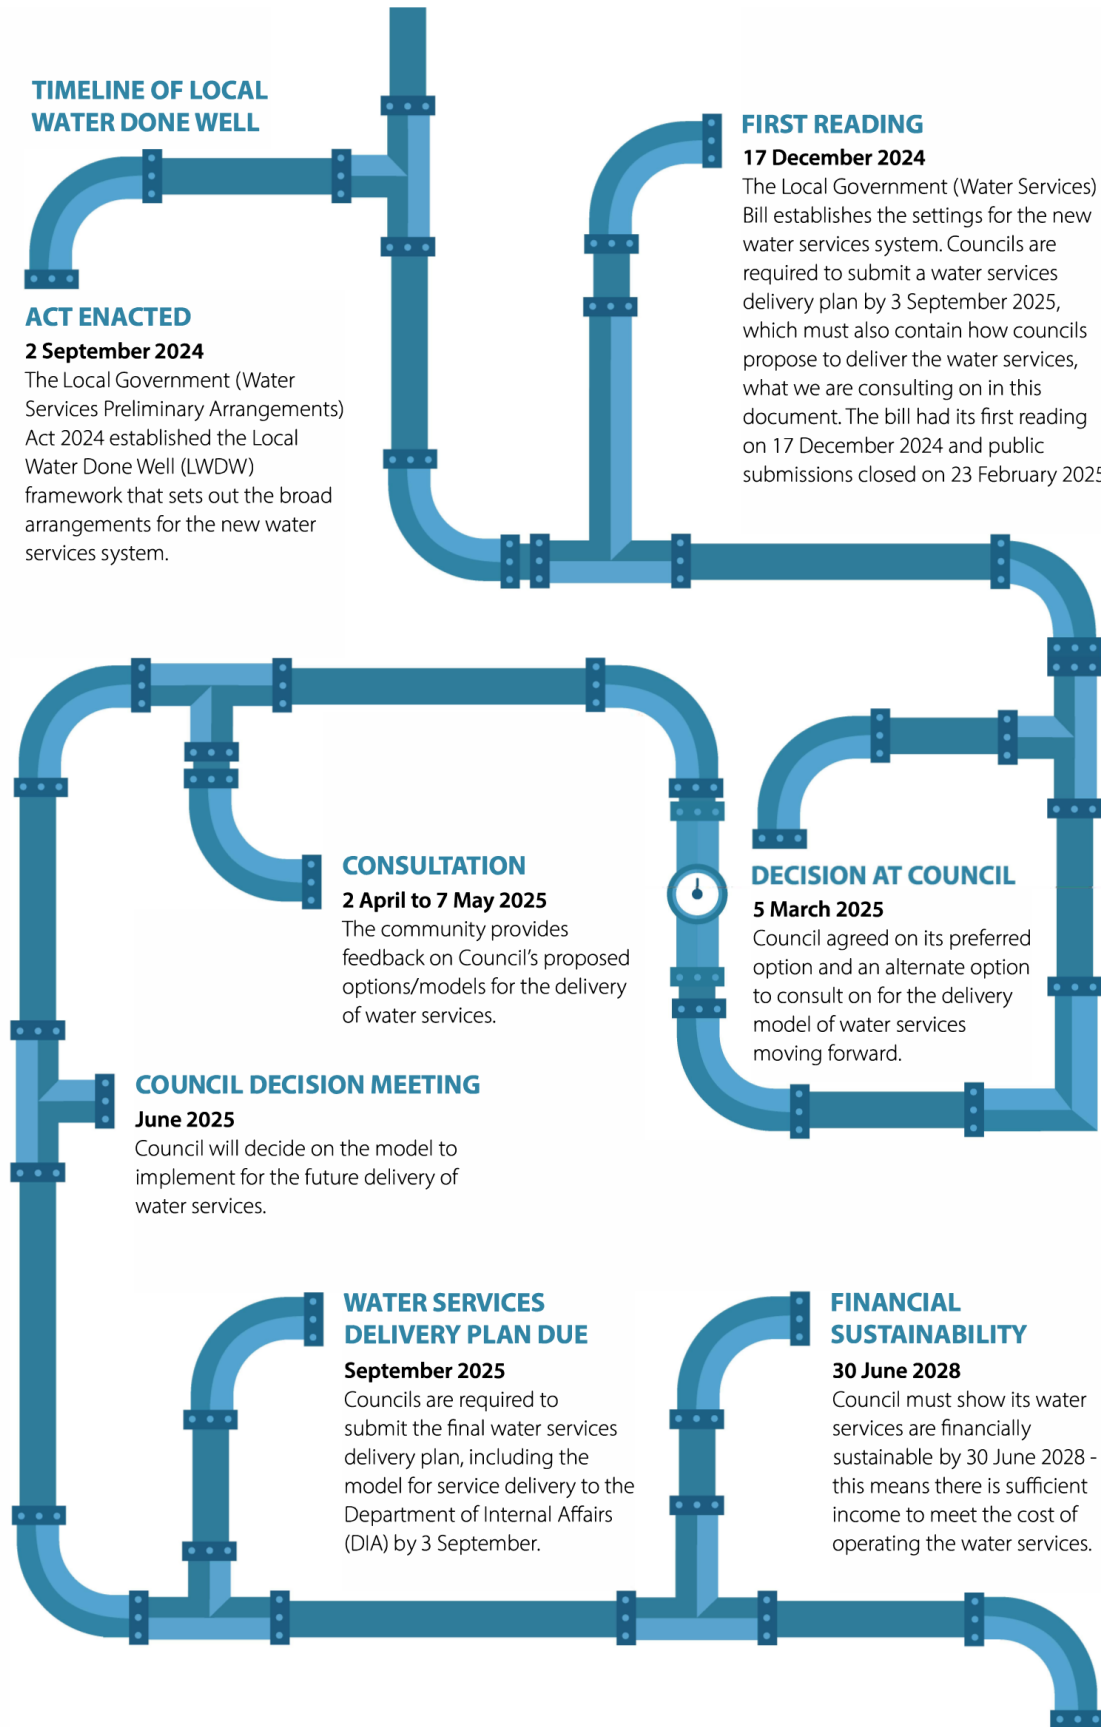 TIMELINE OF LOCAL
WATER DONE WELL
ACT ENACTED
2 September 2024
The Local Government (Water
Services Preliminary Arrangements)
Act 2024 established the Local
Water Done Well (LWDW)
framework that sets out the broad
arrangements for the new water
services system.
FIRST READING
17 December 2024
The Local Government (Water Services)
Bill establishes the settings for the new
water services system. Councils are
required to submit a water services
delivery plan by 3 September 2025,
which must also contain how councils
propose to deliver the water services,
what we are consulting on in this
document. The bill had its first reading
on 17 December 2024 and public
submissions closed on 23 February 2025
DECISION AT COUNCIL
5 March 2025
Council agreed on its preferred
option and an alternate option
to consult on for the delivery
model of water services
moving forward.
CONSULTATION
2 April to 7 May 2025
The community provides
feedback on Council's proposed
options/models for the delivery
of water services.
COUNCIL DECISION MEETING
June 2025
Council will decide on the model to
implement for the future delivery of
water services.
WATER SERVICES
DELIVERY PLAN DUE
September 2025
Councils are required to
submit the final water services
delivery plan, including the
model for service delivery to the
Department of Internal Affairs
(DIA) by 3 September.
FINANCIAL
SUSTAINABILITY
30 June 2028
Council must show its water
services are financially
sustainable by 30 June 2028 -
this means there is sufficient
income to meet the cost of
operating the water services.